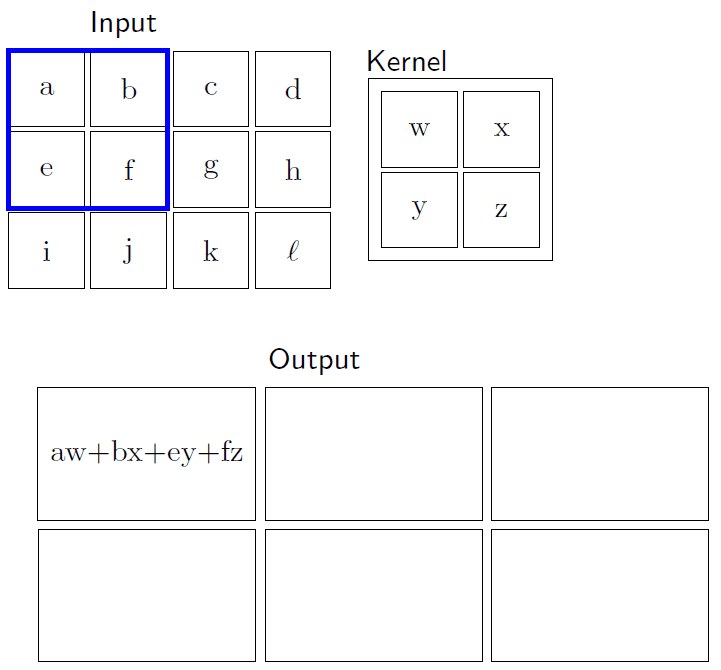 Input
a b c d
e f g h
i j k ℓ
Kernel
w x
y z
Output
aw+bx+ey+fz